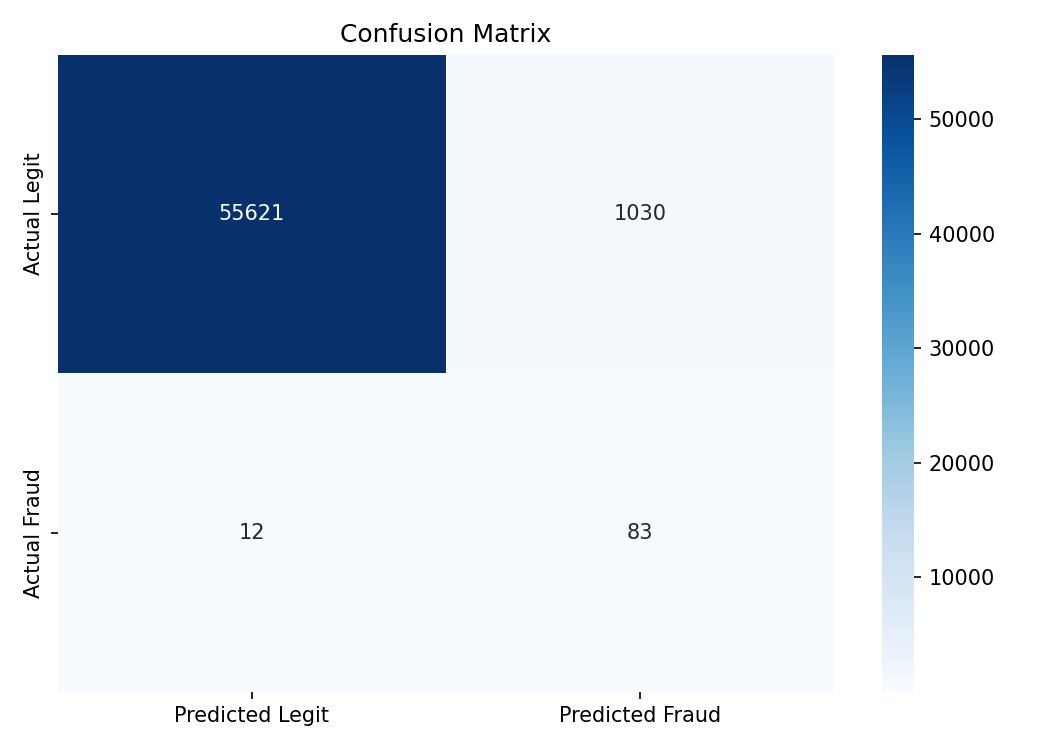 Confusion Matrix
Actual Legit
Actual Fraud
55621
1030
12
83
Predicted Legit
Predicted Fraud
50000
40000
30000
20000
10000